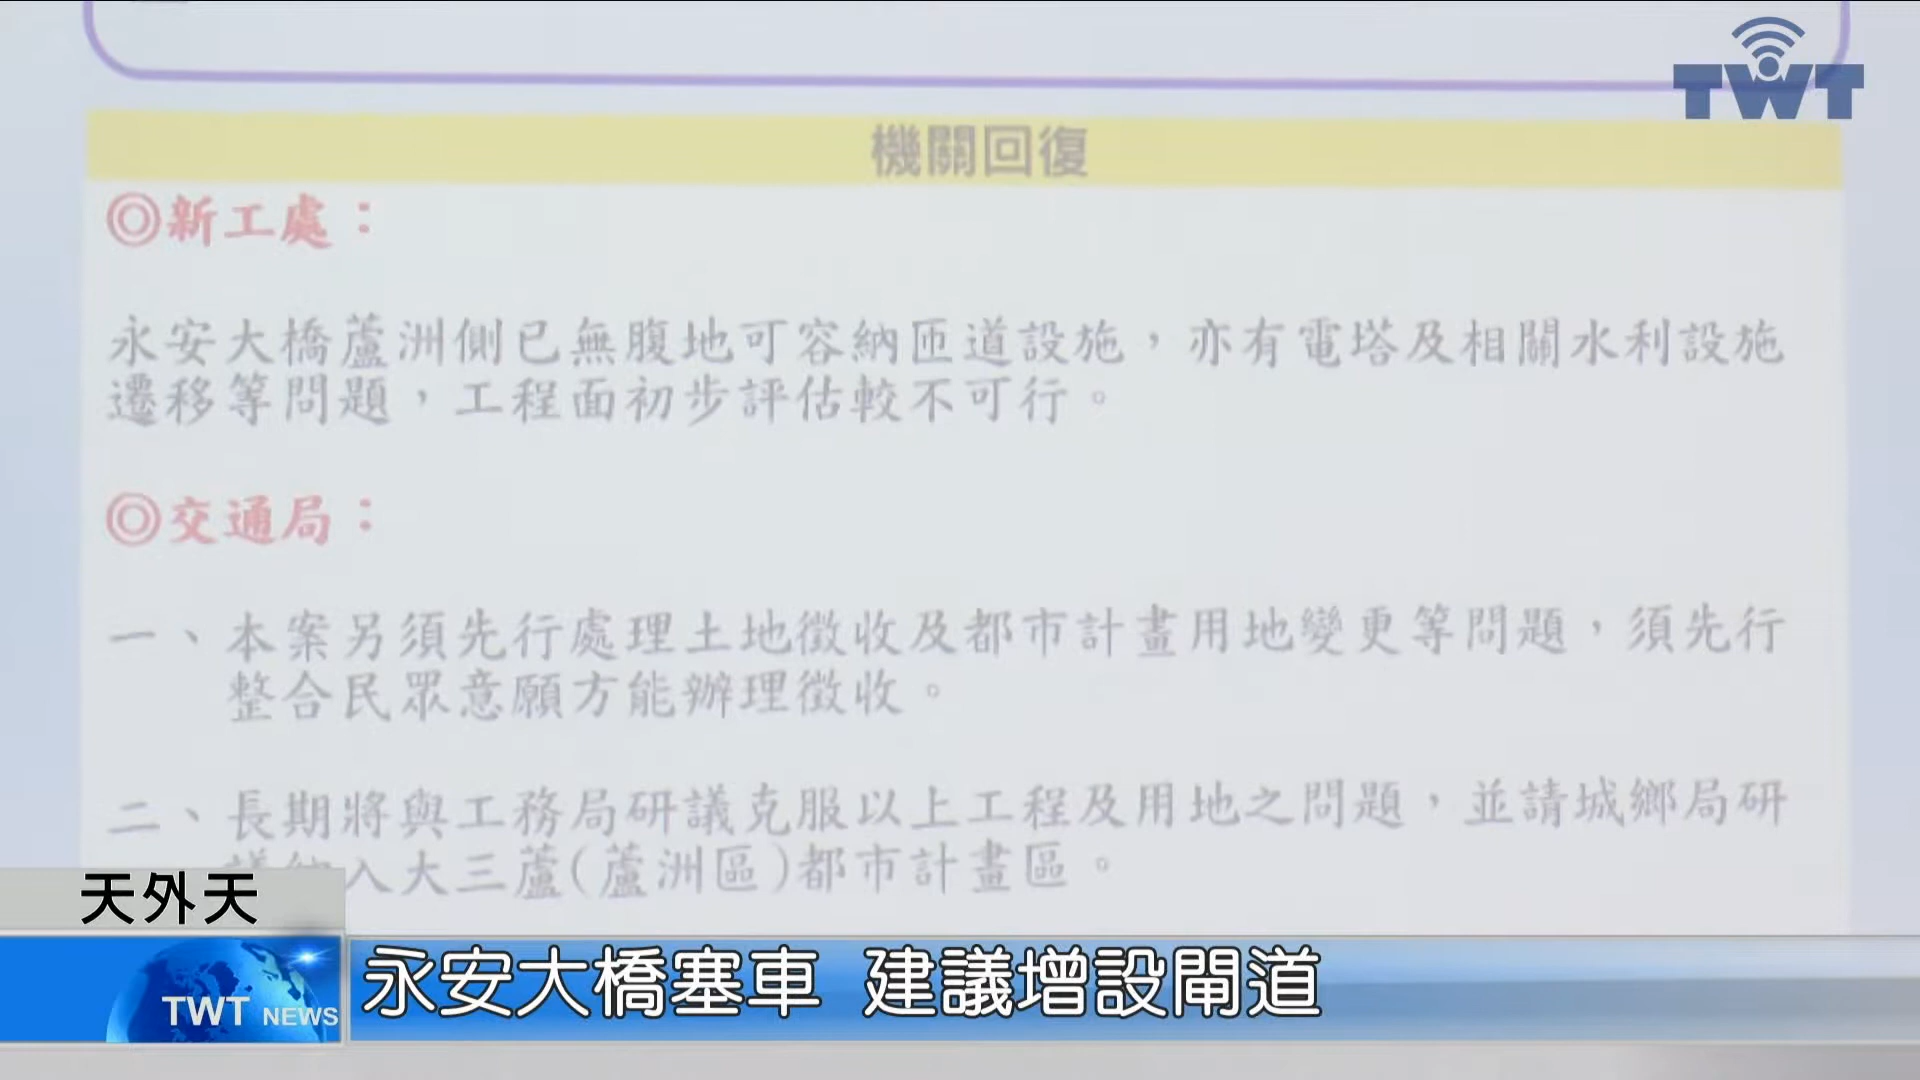 TWT
機關回復
◎新工處：
永安大橋蘆洲側已無腹地可容納匝道設施，亦有電塔及相關水利設施
遷移等問題，工程面初步評估較不可行。
◎交通局：
一、本案另須先行處理土地徵收及都市計畫用地變更等問題，須先行
整合民眾意願方能辦理徵收。
二、長期將與工務局研議克服以上工程及用地之問題，並請城鄉局研
入大三蘆(蘆洲區)都市計畫區。
天外天
TWT NEWS
永安大橋塞車 建議增設閘道